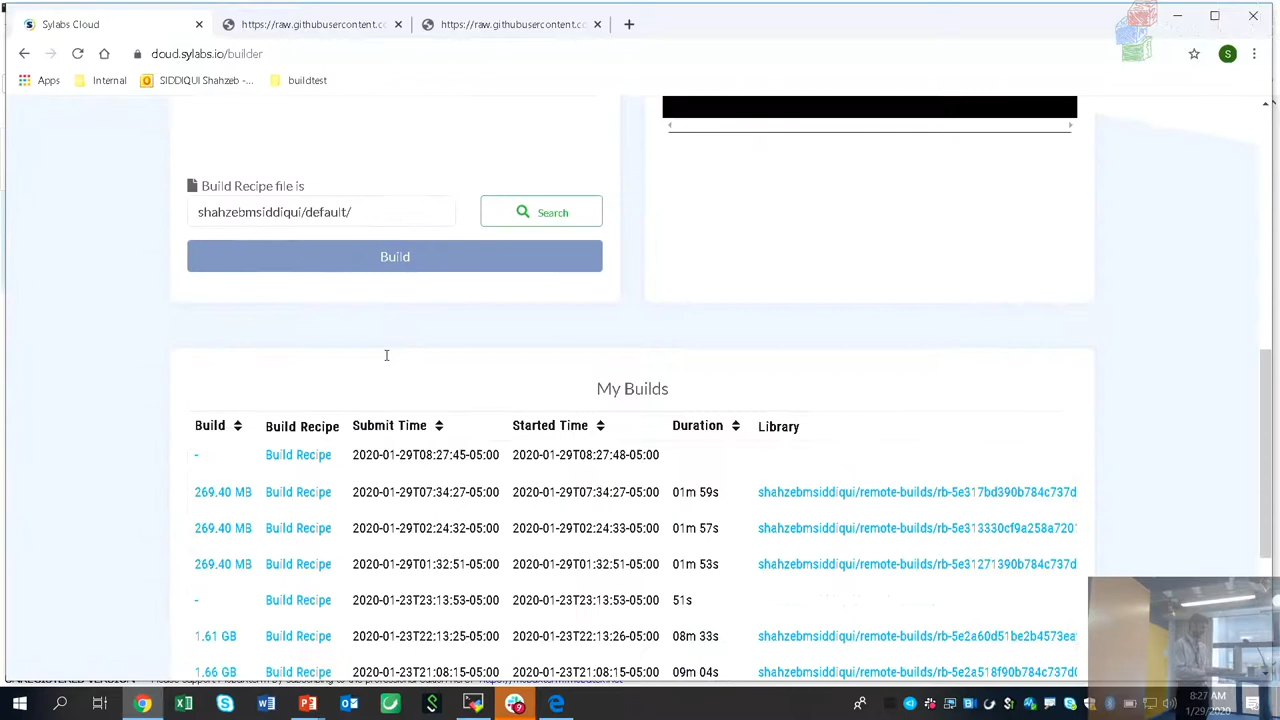 Sylabs Cloud
https://raw.githubusercontent.cc
https://raw.githubusercontent.cc
cloud.sylabs.io/builder
S
Apps
Internal
SIDDIQUI Shahzeb -...
buildtest
Build Recipe file is
shahzebmsiddiqui/default/
Search
Build
My Builds
Build Build Recipe Submit Time Started Time Duration Library
- Build Recipe 2020-01-29T08:27:45-05:00 2020-01-29T08:27:48-05:00
269.40 MB Build Recipe 2020-01-29T07:34:27-05:00 2020-01-29T07:34:27-05:00 01m 59s shahzebmsiddiqui/remote-builds/rb-5e317bd390b784c737d
269.40 MB Build Recipe 2020-01-29T02:24:32-05:00 2020-01-29T02:24:33-05:00 01m 57s shahzebmsiddiqui/remote-builds/rb-5e313330cf9a258a720
269.40 MB Build Recipe 2020-01-29T01:32:51-05:00 2020-01-29T01:32:51-05:00 01m 53s shahzebmsiddiqui/remote-builds/rb-5e31271390b784c737d
- Build Recipe 2020-01-23T23:13:53-05:00 2020-01-23T23:13:53-05:00 51s
1.61 GB Build Recipe 2020-01-23T22:13:25-05:00 2020-01-23T22:13:26-05:00 08m 33s shahzebmsiddiqui/remote-builds/rb-5e2a60d51be2b4573ea
1.66 GB Build Recipe 2020-01-23T21:08:15-05:00 2020-01-23T21:08:15-05:00 09m 04s shahzebmsiddiqui/remote-builds/rb-5e2a518f90b784c737d
8:27 AM
1/29/2020